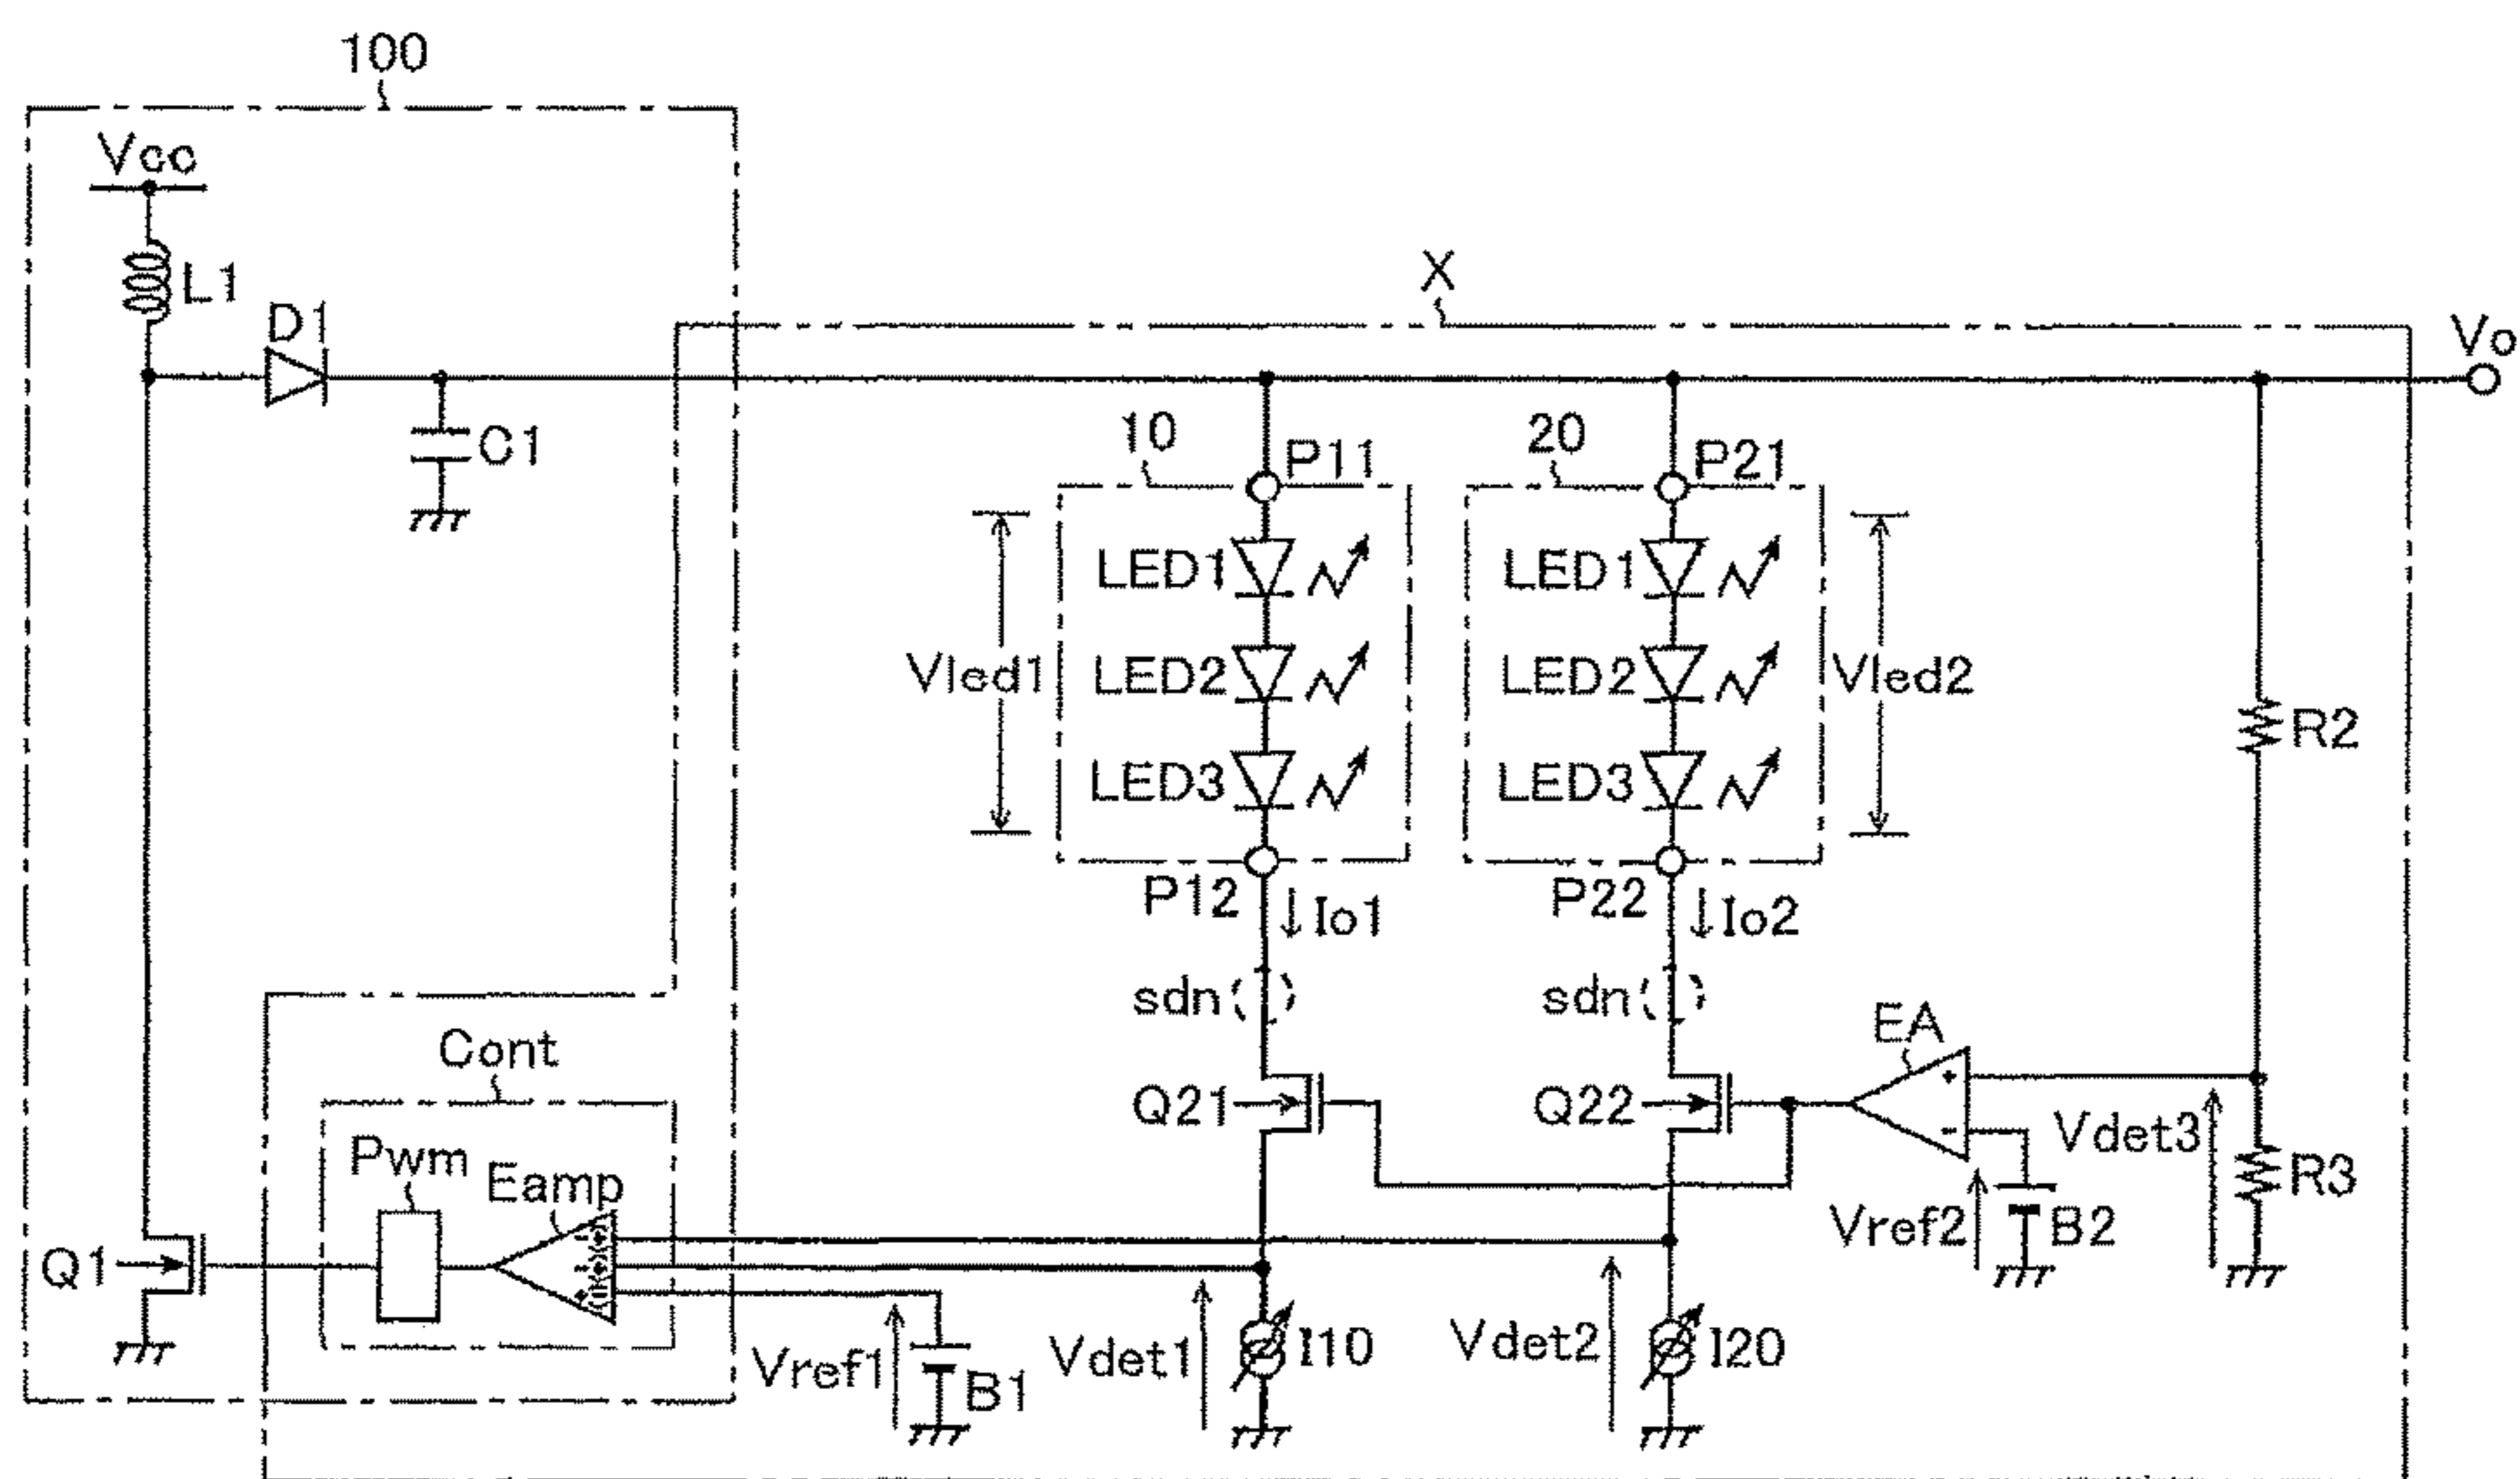 100
Vcc
L1
D1
C1
X
Vo
10
P11
20
P21
LED1
LED2
LED3
Vled1
LED1
LED2
LED3
Vled2
R2
P12
Io1
P22
Io2
sdn
sdn
EA
+
-
Q21
Q22
Vdet3
R3
Vref2
B2
Cont
Pwm
Eamp
Q1
Vref1
B1
Vdet1
I10
Vdet2
I20